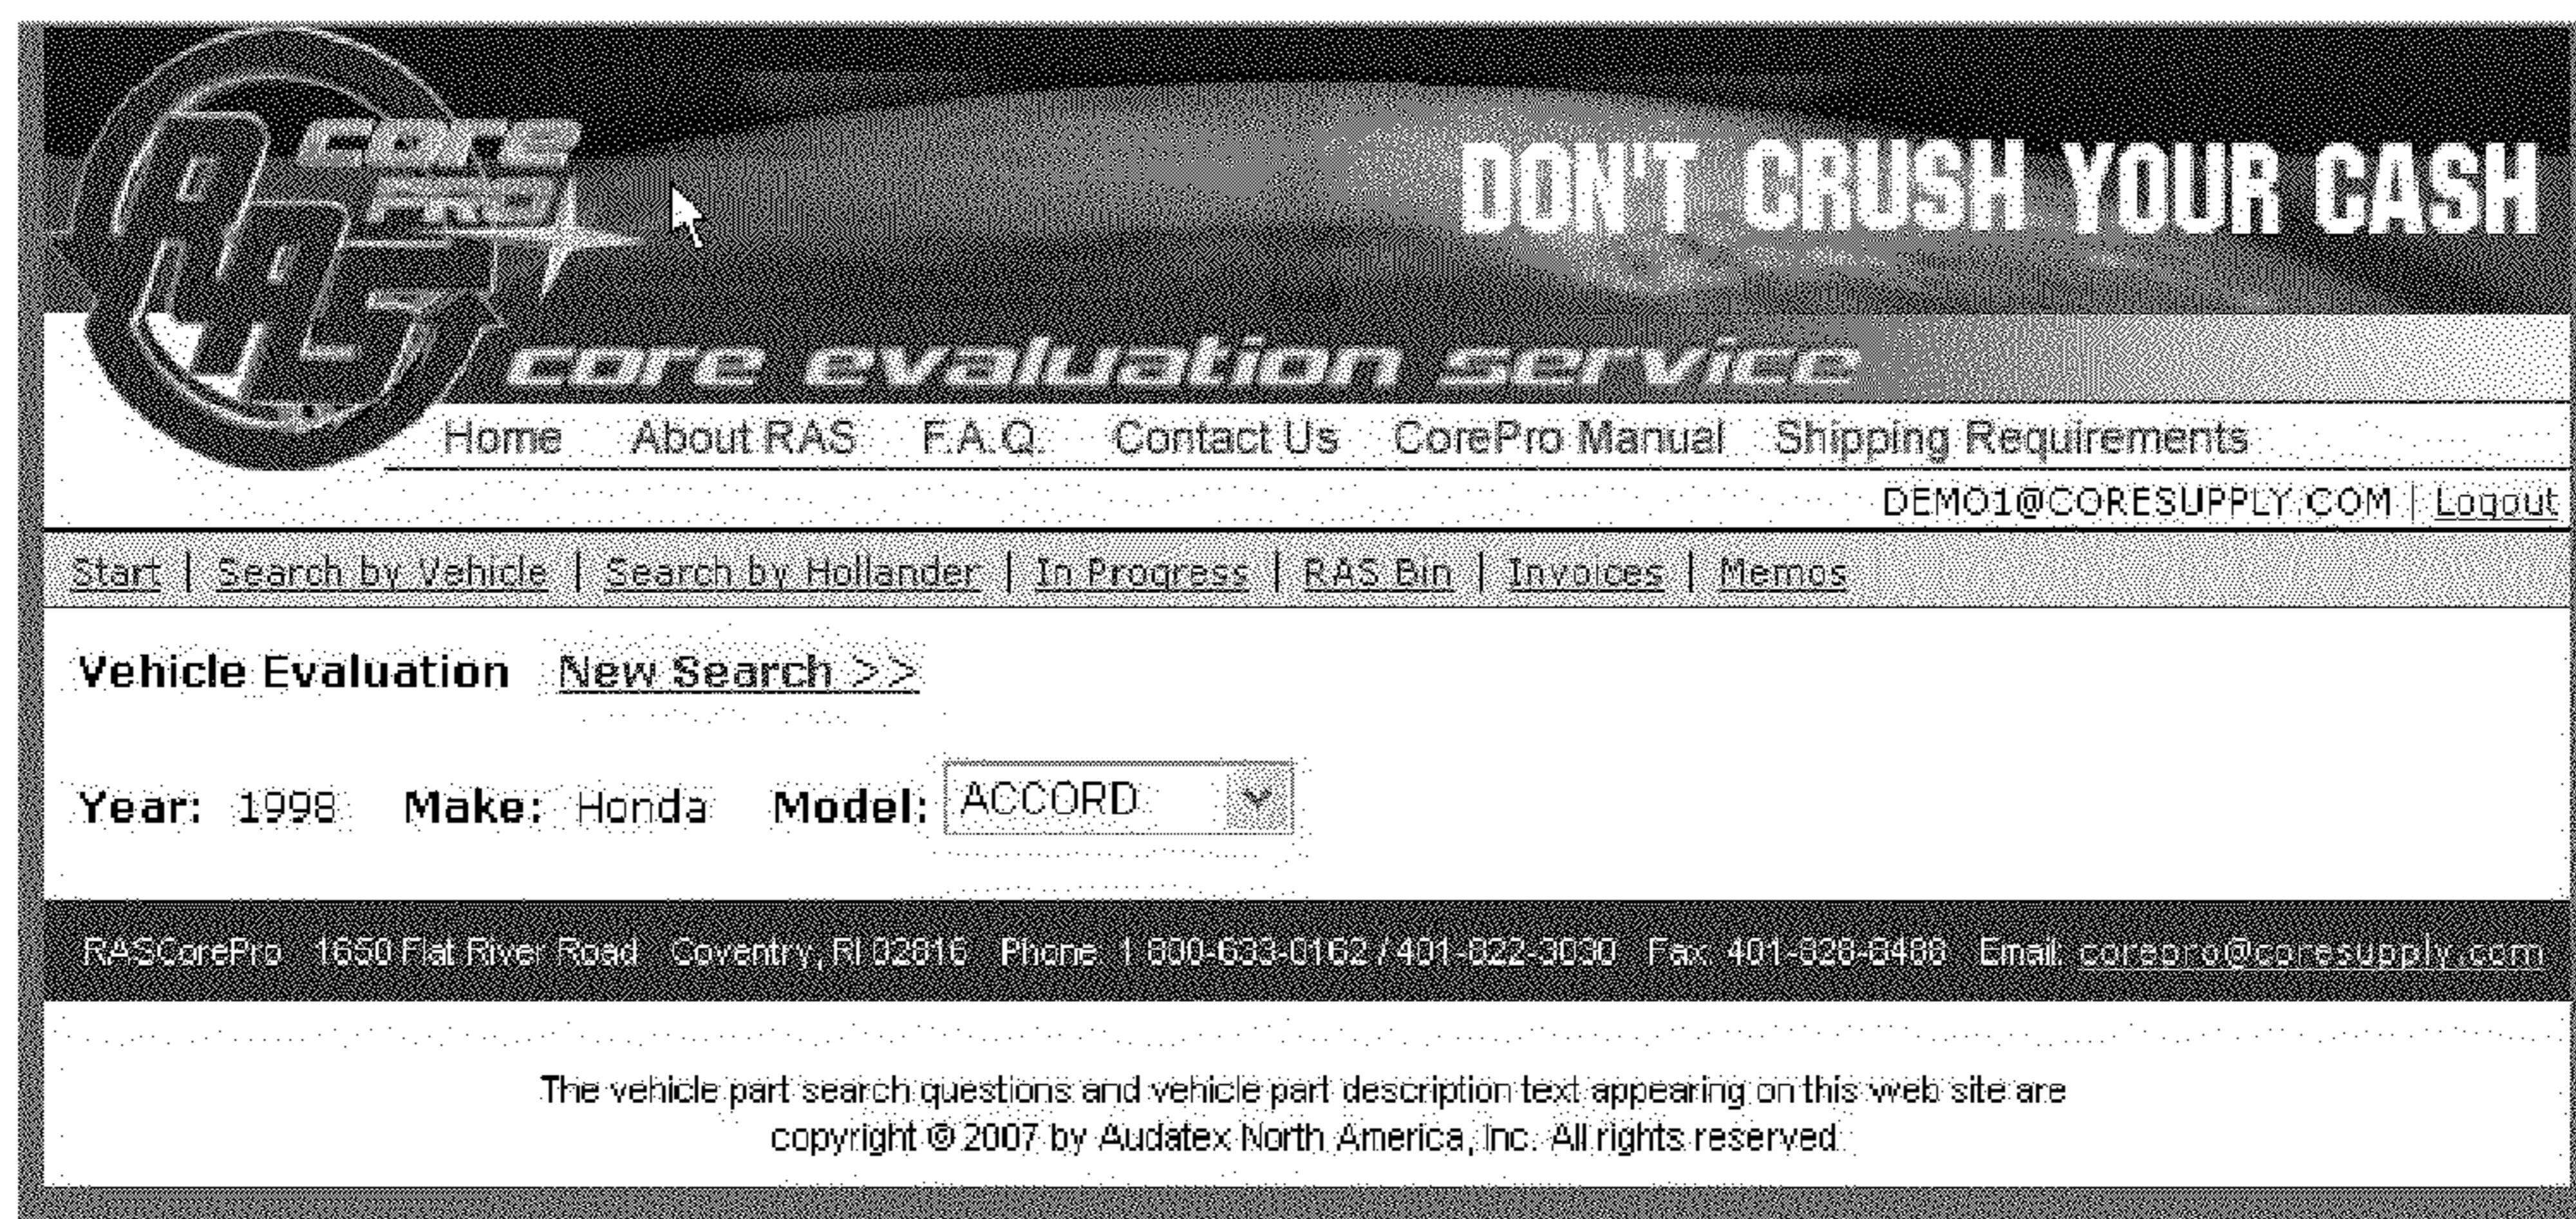 core
PRO
RAS
DON'T CRUSH YOUR CASH
core evaluation service
Home About RAS F.A.Q. Contact Us CorePro Manual Shipping Requirements
DEMO1@CORESUPPLY.COM | Logout
Start | Search by Vehicle | Search by Hollander | In Progress | RAS Bin | Invoices | Memos
Vehicle Evaluation New Search >>
Year: 1998 Make: Honda Model: ACCORD
RASCorePro 1650 Flat River Road Coventry, RI 02816 Phone: 1 800-633-0162 / 401-822-3030 Fax: 401-828-8488 Email: corepro@coresupply.com
The vehicle part search questions and vehicle part description text appearing on this web site are
copyright © 2007 by Audatex North America, Inc. All rights reserved.